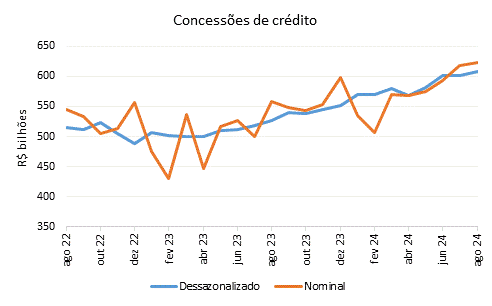 Concessões de crédito
R$ bilhões
650
600
550
500
450
400
350
ago 22
out 22
dez 22
fev 23
abr 23
jun 23
ago 23
out 23
dez 23
fev 24
abr 24
jun 24
ago 24
Dessazonalizado
Nominal